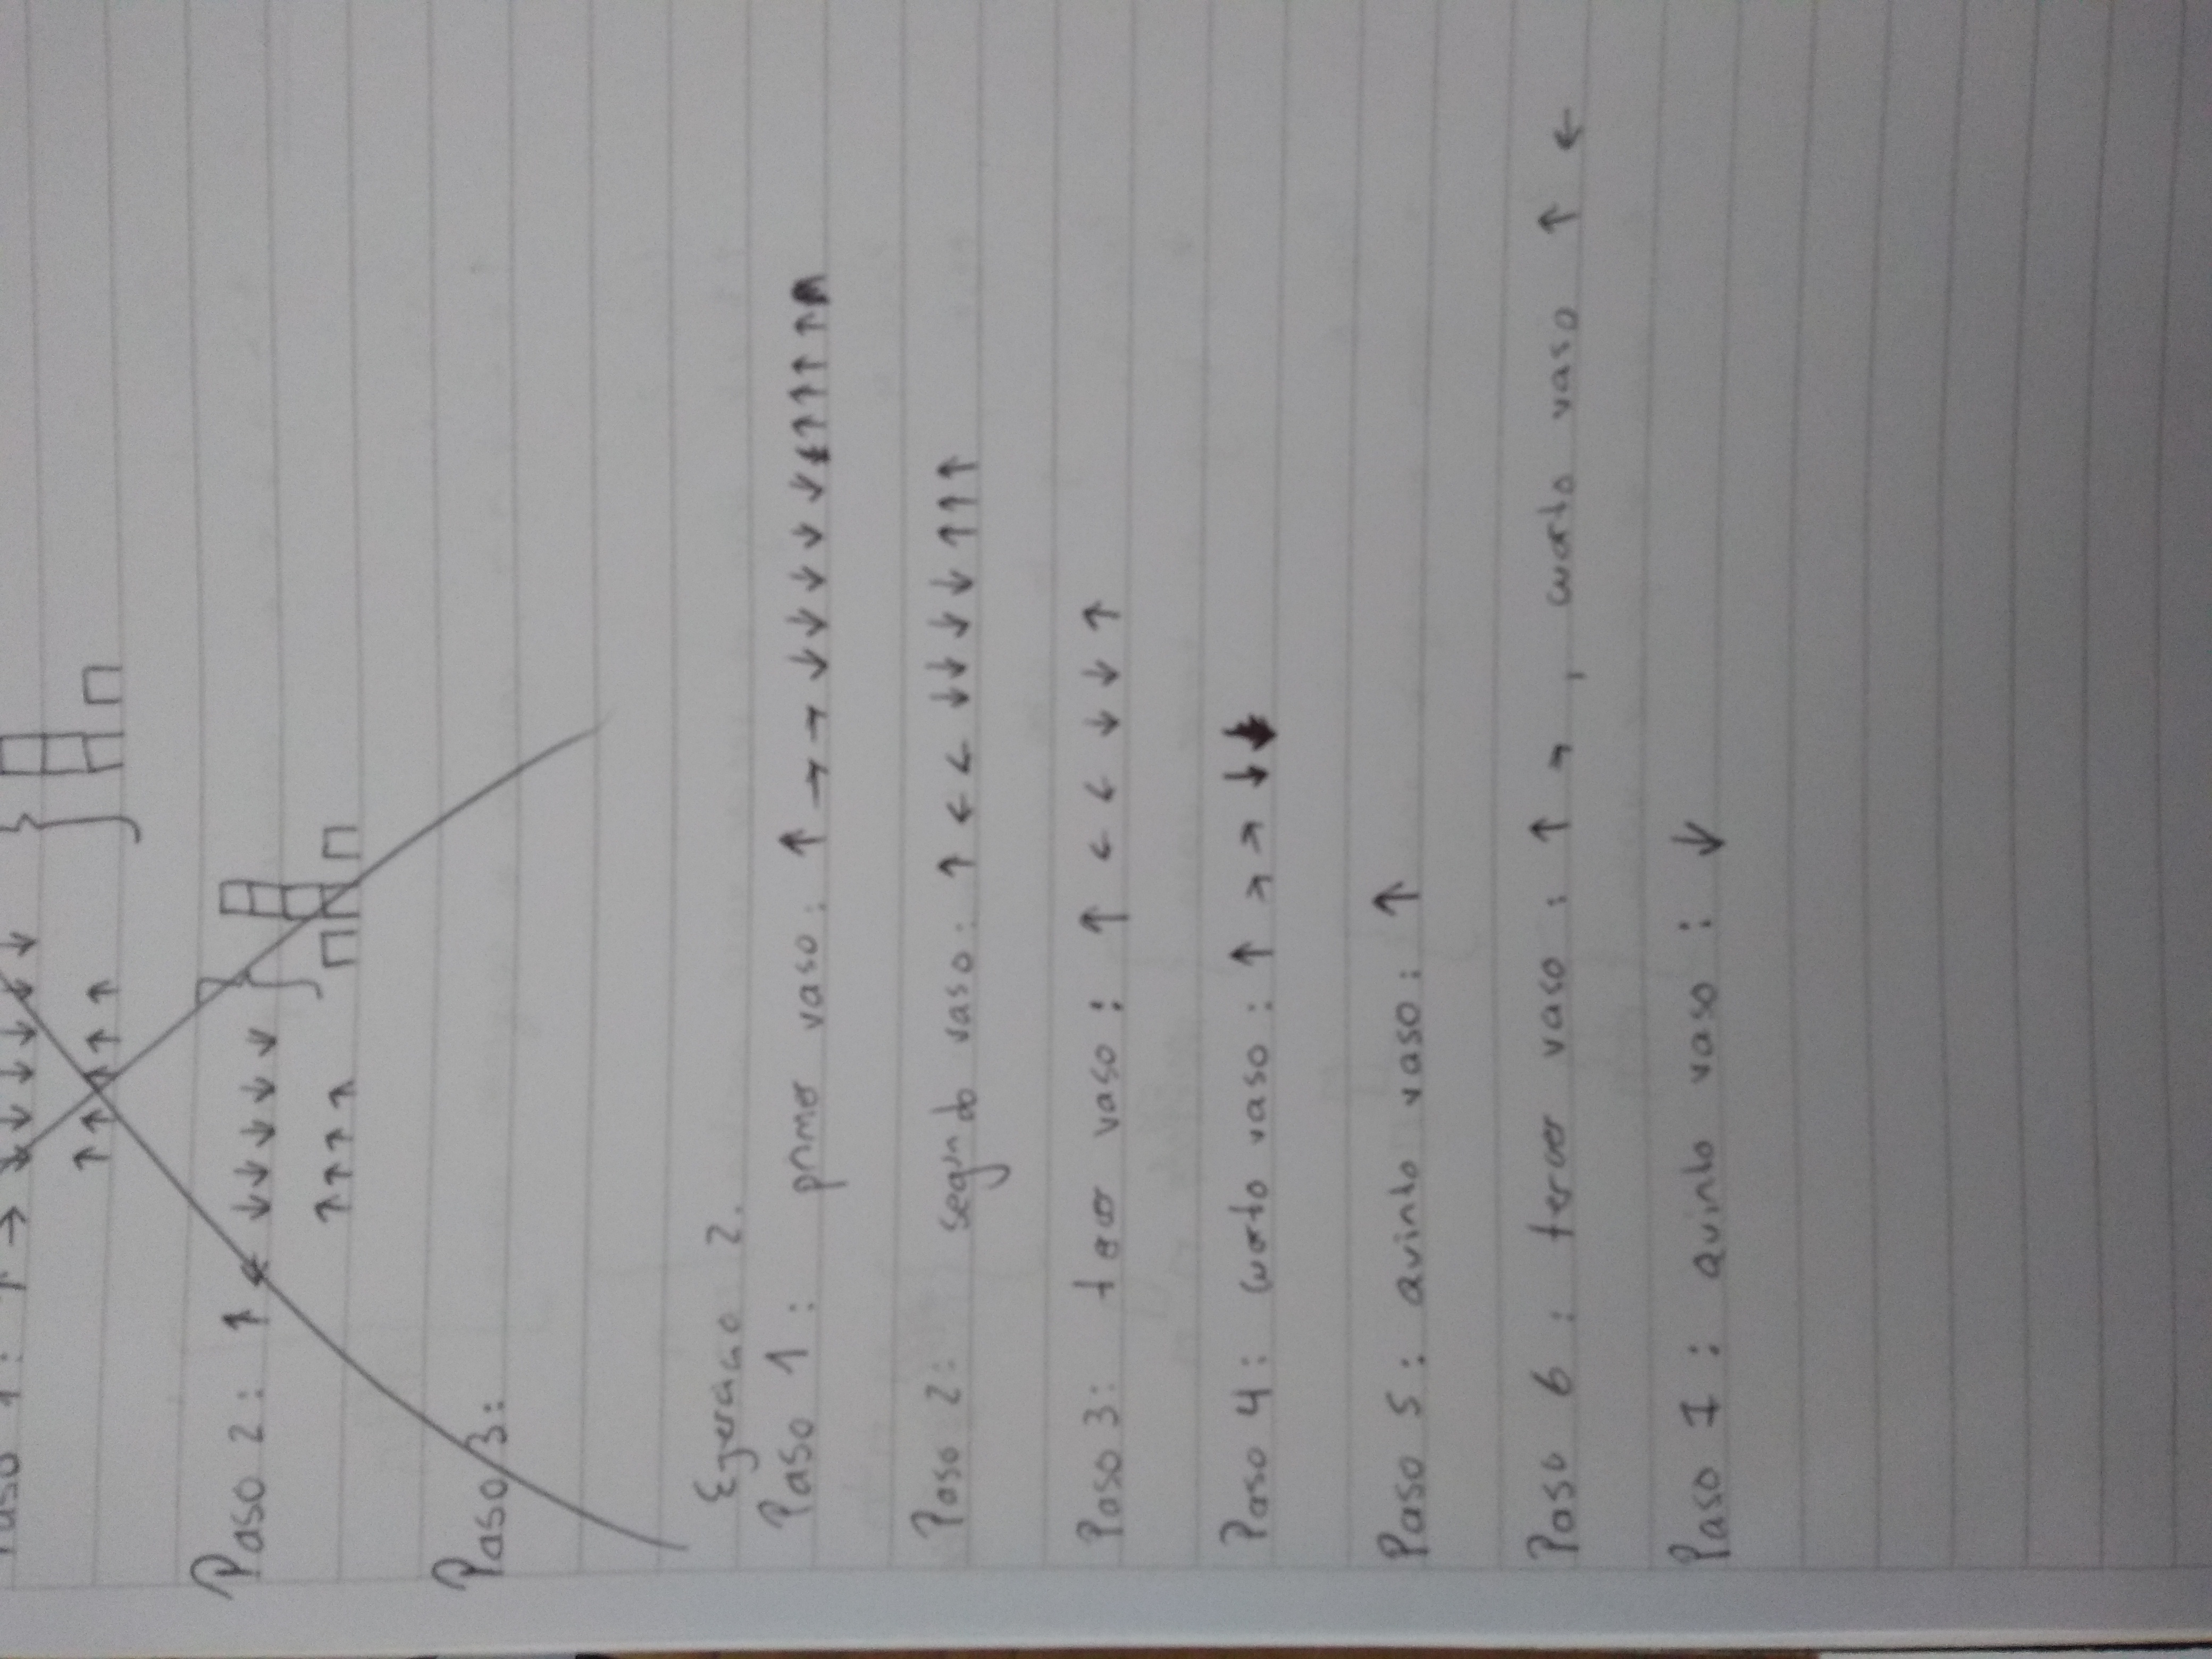 Paso 1: ↑ → ↓ ↓ ↓ ↓ ↓ ↓
↑ ↑ ↑ ↑ ↑
Paso 2: ↑ ← ↓ ↓ ↓ ↓ ↓
↑ ↑ ↑ ↑
Paso 3:
Ejercicio 2.
Paso 1: primer vaso: ↑ → → ↓ ↓ ↓ ↓ ↓ ↑ ↑ ↑ ↑
Paso 2: segundo vaso: ↑ ← ← ↓ ↓ ↓ ↓ ↑ ↑ ↑
Paso 3: tercer vaso: ↑ ← ← ↓ ↓ ↑
Paso 4: cuarto vaso: ↑ → → ↓
Paso 5: quinto vaso: ↑
Paso 6: tercer vaso: ↑ →, cuarto vaso ↑ ←
Paso 7: quinto vaso: ↓